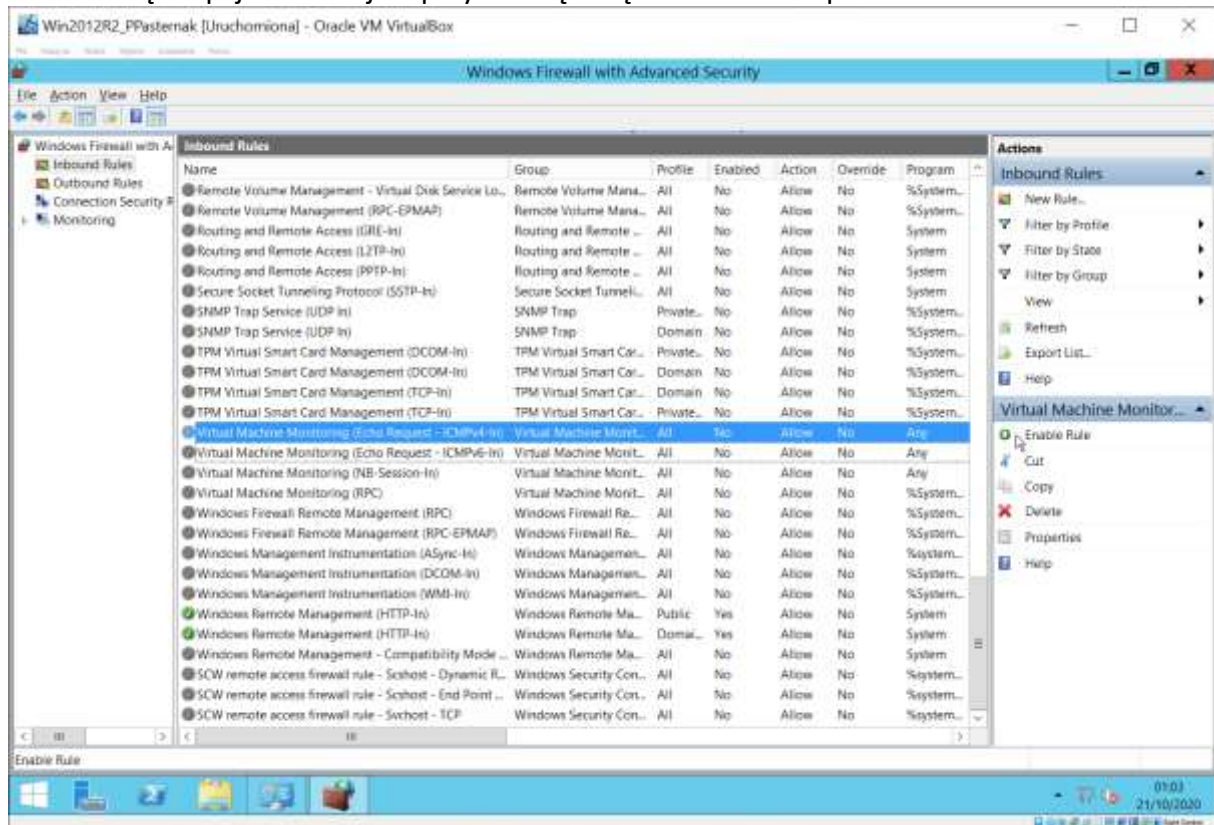 Win2012R2_PPasternak [Uruchomiona] - Oracle VM VirtualBox
Windows Firewall with Advanced Security
File Action View Help
Windows Firewall with A
Inbound Rules
Outbound Rules
Connection Security R
Monitoring
Inbound Rules
Name Group Profile Enabled Action Override Program
Remote Volume Management - Virtual Disk Service Lo... Remote Volume Mana... All No Allow No %System...
Remote Volume Management (RPC-EPMAP) Remote Volume Mana... All No Allow No %System...
Routing and Remote Access (GRE-In) Routing and Remote ... All No Allow No System
Routing and Remote Access (L2TP-In) Routing and Remote ... All No Allow No System
Routing and Remote Access (PPTP-In) Routing and Remote ... All No Allow No System
Secure Socket Tunneling Protocol (SSTP-In) Secure Socket Tunneli... All No Allow No System
SNMP Trap Service (UDP In) SNMP Trap Private... No Allow No %System...
SNMP Trap Service (UDP In) SNMP Trap Domain No Allow No %System...
TPM Virtual Smart Card Management (DCOM-In) TPM Virtual Smart Car... Private... No Allow No %System...
TPM Virtual Smart Card Management (DCOM-In) TPM Virtual Smart Car... Domain No Allow No %System...
TPM Virtual Smart Card Management (TCP-In) TPM Virtual Smart Car... Domain No Allow No %System...
TPM Virtual Smart Card Management (TCP-In) TPM Virtual Smart Car... Private... No Allow No %System...
Virtual Machine Monitoring (Echo Request - ICMPv4-In) Virtual Machine Monit... All No Allow No Any
Virtual Machine Monitoring (Echo Request - ICMPv6-In) Virtual Machine Monit... All No Allow No Any
Virtual Machine Monitoring (NB-Session-In) Virtual Machine Monit... All No Allow No Any
Virtual Machine Monitoring (RPC) Virtual Machine Monit... All No Allow No %System...
Windows Firewall Remote Management (RPC) Windows Firewall Re... All No Allow No %System...
Windows Firewall Remote Management (RPC-EPMAP) Windows Firewall Re... All No Allow No %System...
Windows Management Instrumentation (ASync-In) Windows Managemen... All No Allow No %system...
Windows Management Instrumentation (DCOM-In) Windows Managemen... All No Allow No %System...
Windows Management Instrumentation (WMI-In) Windows Managemen... All No Allow No %System...
Windows Remote Management (HTTP-In) Windows Remote Ma... Public Yes Allow No System
Windows Remote Management (HTTP-In) Windows Remote Ma... Domai... Yes Allow No System
Windows Remote Management - Compatibility Mode ... Windows Remote Ma... All No Allow No System
SCW remote access firewall rule - Scshost - Dynamic R... Windows Security Con... All No Allow No %system...
SCW remote access firewall rule - Scshost - End Point ... Windows Security Con... All No Allow No %system...
SCW remote access firewall rule - Svchost - TCP Windows Security Con... All No Allow No %system...
Actions
Inbound Rules
New Rule...
Filter by Profile
Filter by State
Filter by Group
View
Refresh
Export List...
Help
Virtual Machine Monitor...
Enable Rule
Cut
Copy
Delete
Properties
Help
Enable Rule
01:03
21/10/2020